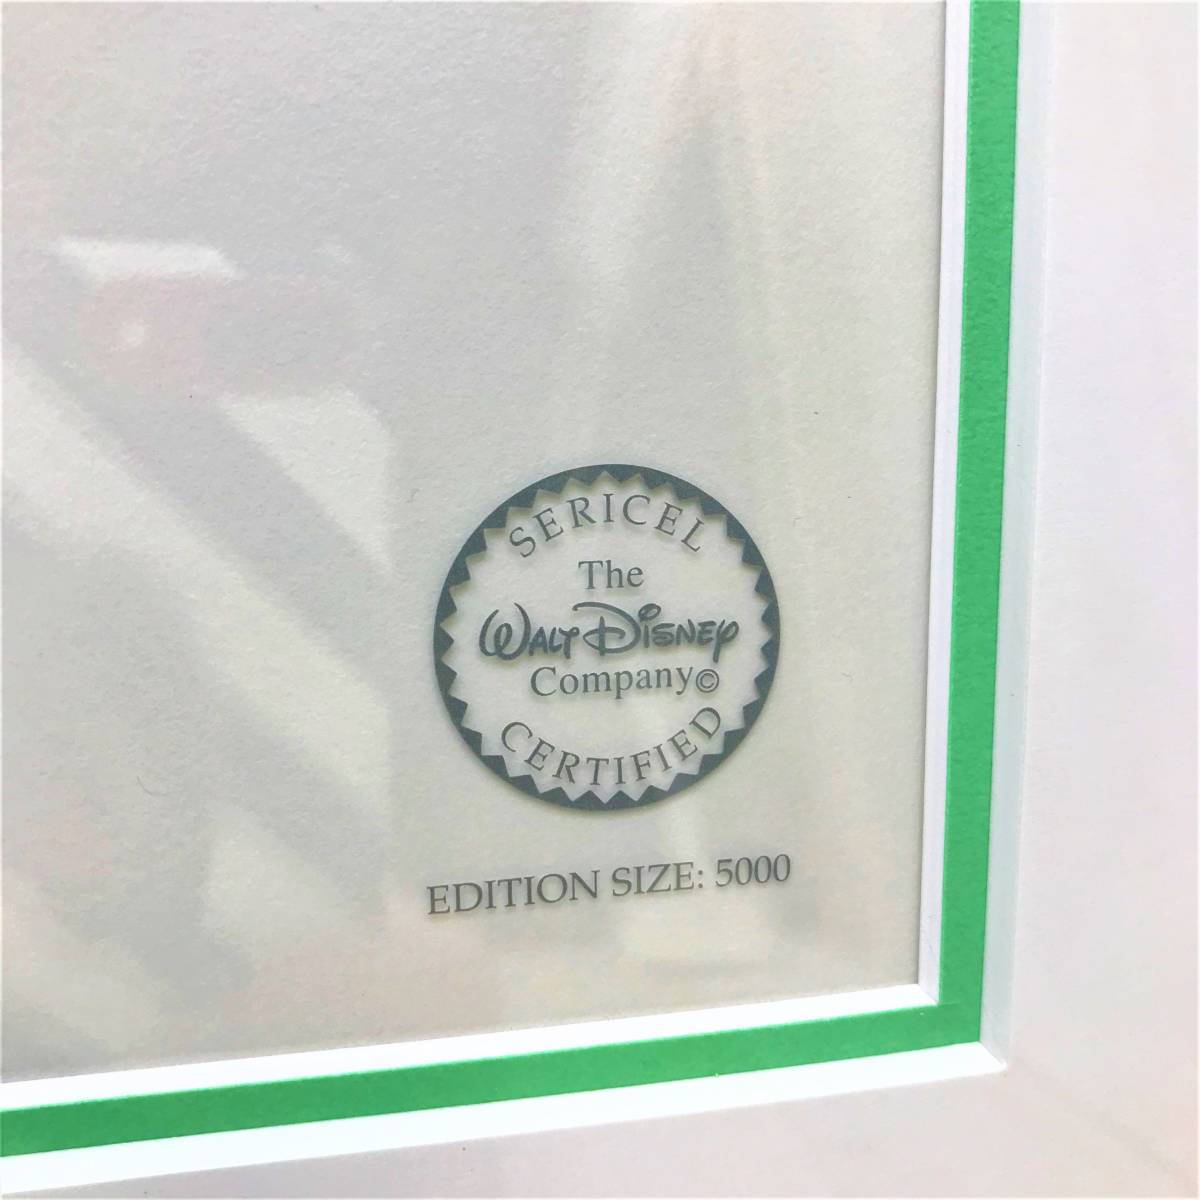 SERICEL
The
WALT DISNEY
Company©
CERTIFIED
EDITION SIZE: 5000